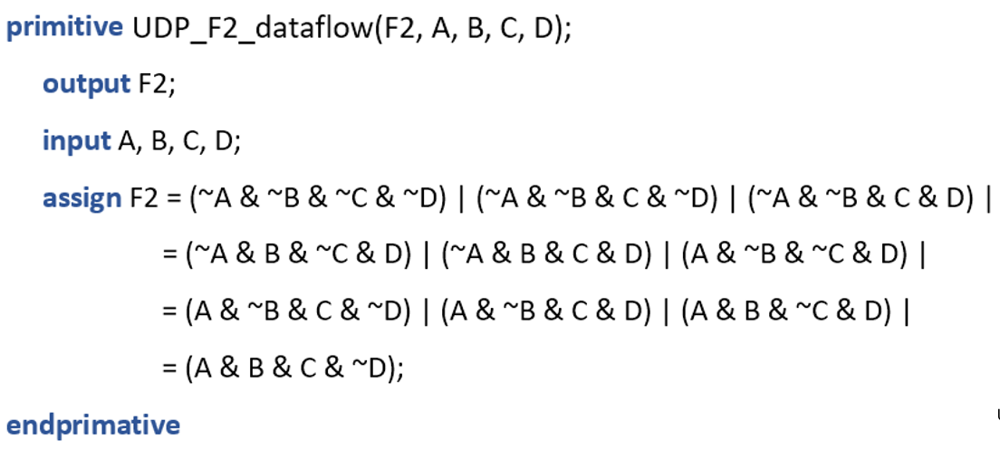 primitive UDP_F2_dataflow(F2, A, B, C, D);
output F2;
input A, B, C, D;
assign F2 = (~A & ~B & ~C & ~D) | (~A & ~B & C & ~D) | (~A & ~B & C & D) |
= (~A & B & ~C & D) | (~A & B & C & D) | (A & ~B & ~C & D) |
= (A & ~B & C & ~D) | (A & ~B & C & D) | (A & B & ~C & D) |
= (A & B & C & ~D);
endprimative